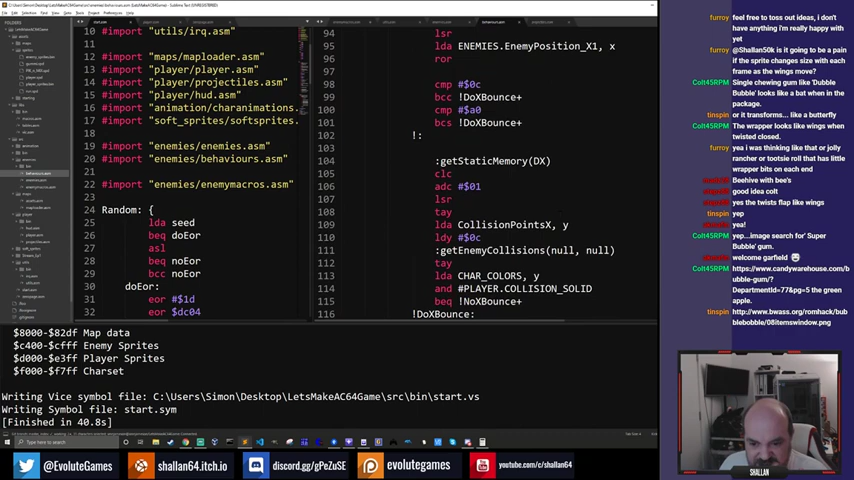 FOLDERS
10 #import "utils/irq.asm"
11
12 #import "maps/maploader.asm"
13 #import "player/player.asm"
14 #import "player/projectiles.asm"
15 #import "player/hud.asm"
16 #import "animation/charanimations.
17 #import "soft_sprites/softsprites.
18
19 #import "enemies/enemies.asm"
20 #import "enemies/behaviours.asm"
21
22 #import "enemies/enemymacros.asm"
23
24 Random: {
25 lda seed
26 beq doEor
27 asl
28 beq noEor
29 bcc noEor
30 doEor:
31 eor #$1d
32 eor $dc04
94 lsr
95 lda ENEMIES.EnemyPosition_X1, x
96 ror
97
98 cmp #$0c
99 bcc !DoXBounce+
100 cmp #$a0
101 bcs !DoXBounce+
102 !:
103
104 :getStaticMemory(DX)
105 clc
106 adc #$01
107 lsr
108 tay
109 lda CollisionPointsX, y
110 ldy #$0c
111 :getEnemyCollisions(null, null)
112 tay
113 lda CHAR_COLORS, y
114 and #PLAYER.COLLISION_SOLID
115 beq !NoXBounce+
116 !DoXBounce:
$8000-$82df Map data
$c400-$cfff Enemy Sprites
$d000-$e3ff Player Sprites
$f000-$f7ff Charset
Writing Vice symbol file: C:\Users\Simon\Desktop\LetsMakeAC64Game\src\bin\start.vs
Writing Symbol file: start.sym
[Finished in 40.8s]
Type here to search
furroy feel free to toss out ideas, i don't
have anything i'm really happy with
yet
furroy @Shallan50k is it going to be a pain
if the sprites change size with each
frame as the wings move?
Colt45RPM Single chewing gum like 'Dubble
Bubble' looks like a bat when in the
package.
tinspin or it transforms... like a butterfly
Colt45RPM The wrapper looks like wings when
twisted closed.
furroy yea i was thinking like that or jolly
rancher or tootsie roll that has little
wrapper bits on each end
Beehive with bee's
good idea colt
yes the twists flap like wings
tinspin yep
yea!
Colt45RPM yep...image search for 'Super
Bubble' gum.
welcome garfield
Colt45RPM https://www.candywarehouse.com/b
ubble-gum/?
DepartmentID=77&pg=5 the green
apple.
tinspin http://www.bwass.org/romhack/bub
blebobble/08itemswindow.png
@EvoluteGames
shallan64.itch.io
discord.gg/gPeZuSE
evolutegames
youtube.com/c/shallan64
SHALLAN